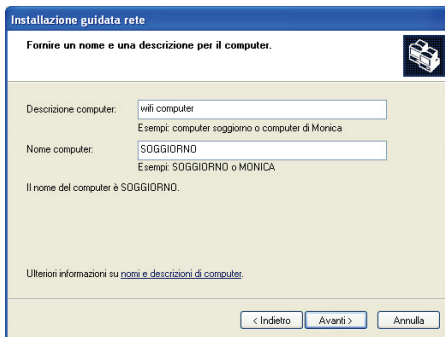 Installazione guidata rete
Fornire un nome e una descrizione per il computer.
Descrizione computer: wifi computer
Esempi: computer soggiorno o computer di Monica
Nome computer: SOGGIORNO
Esempi: SOGGIORNO o MONICA
Il nome del computer è SOGGIORNO.
Ulteriori informazioni su nomi e descrizioni di computer.
< Indietro Avanti > Annulla